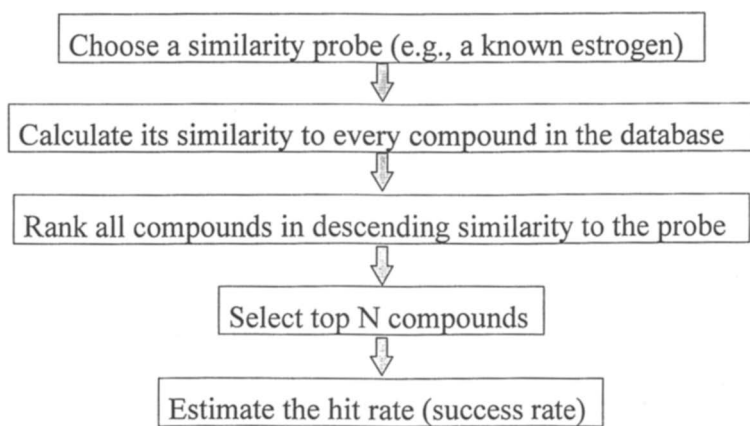 Choose a similarity probe (e.g., a known estrogen)
Calculate its similarity to every compound in the database
Rank all compounds in descending similarity to the probe
Select top N compounds
Estimate the hit rate (success rate)